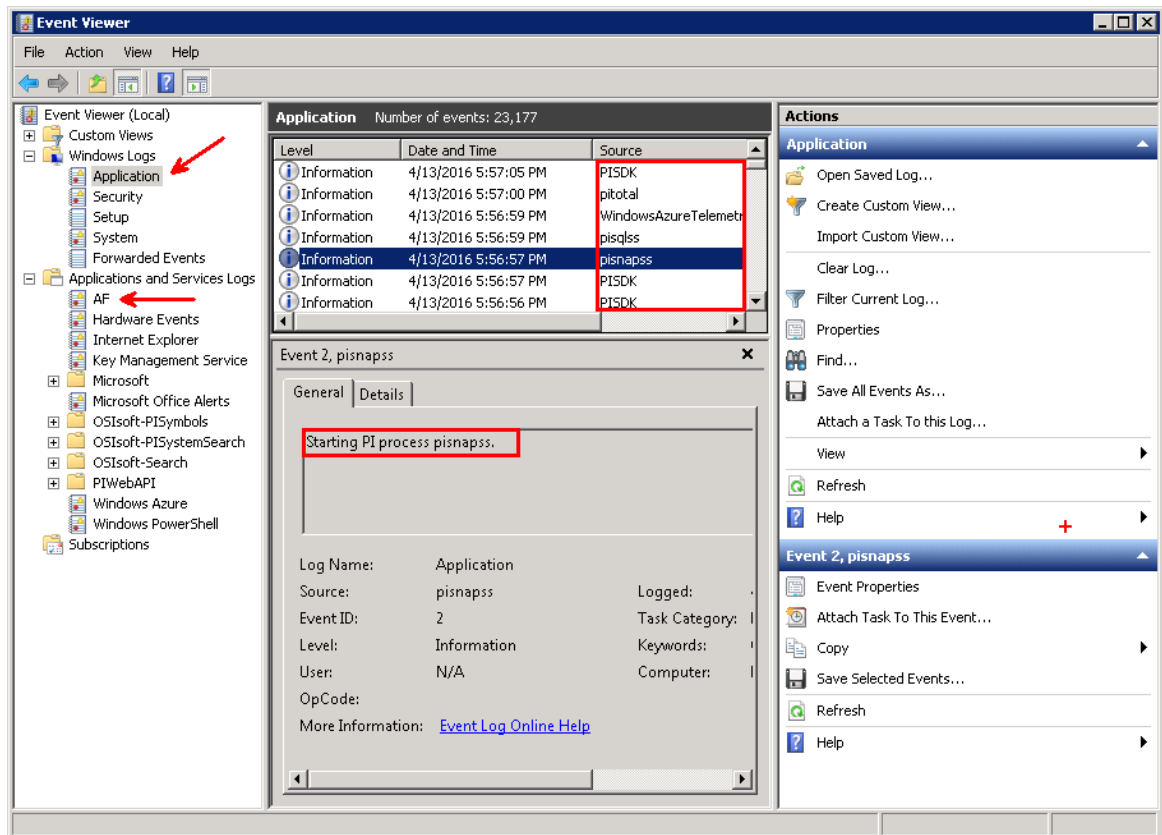 Event Viewer
File Action View Help
Event Viewer (Local)
Custom Views
Windows Logs
Application
Security
Setup
System
Forwarded Events
Applications and Services Logs
AF
Hardware Events
Internet Explorer
Key Management Service
Microsoft
Microsoft Office Alerts
OSIsoft-PISymbols
OSIsoft-PISystemSearch
OSIsoft-Search
PIWebAPI
Windows Azure
Windows PowerShell
Subscriptions
Application Number of events: 23,177
Level Date and Time Source
Information 4/13/2016 5:57:05 PM PISDK
Information 4/13/2016 5:57:00 PM pitotal
Information 4/13/2016 5:56:59 PM WindowsAzureTelemetr
Information 4/13/2016 5:56:59 PM pisqlss
Information 4/13/2016 5:56:57 PM pisnapss
Information 4/13/2016 5:56:57 PM PISDK
Information 4/13/2016 5:56:56 PM PISDK
Event 2, pisnapss
General Details
Starting PI process pisnapss.
Log Name: Application
Source: pisnapss Logged:
Event ID: 2 Task Category:
Level: Information Keywords:
User: N/A Computer:
OpCode:
More Information: Event Log Online Help
Actions
Application
Open Saved Log...
Create Custom View...
Import Custom View...
Clear Log...
Filter Current Log...
Properties
Find...
Save All Events As...
Attach a Task To this Log...
View
Refresh
Help
Event 2, pisnapss
Event Properties
Attach Task To This Event...
Copy
Save Selected Events...
Refresh
Help